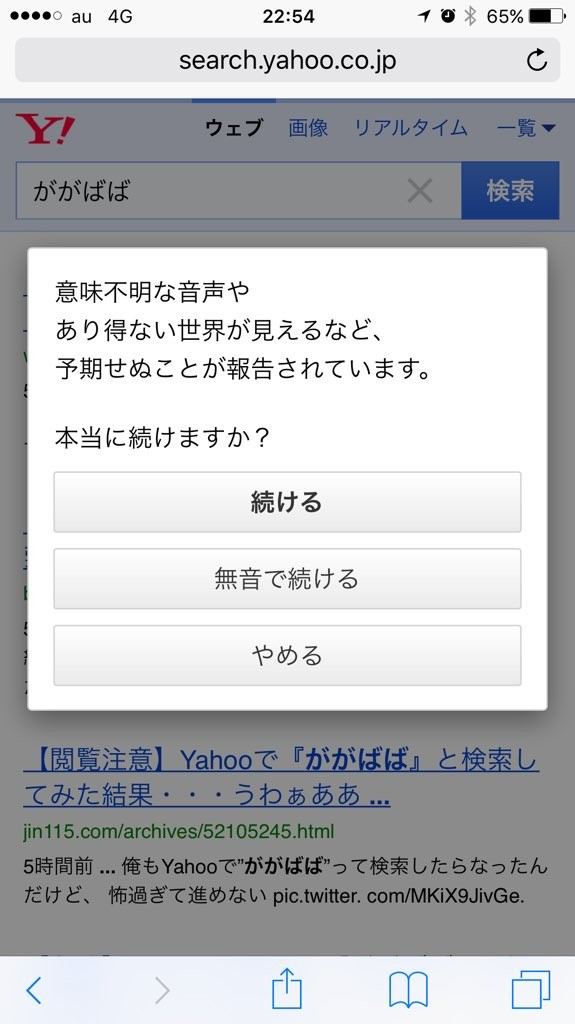 au 4G 22:54 65%
search.yahoo.co.jp
Y!
ウェブ 画像 リアルタイム 一覧
ががばば 検索
意味不明な音声や
あり得ない世界が見えるなど、
予期せぬことが報告されています。
本当に続けますか？
続ける
無音で続ける
やめる
【閲覧注意】Yahooで『ががばば』と検索し
てみた結果・・・うわぁああ ...
jin115.com/archives/52105245.html
5時間前 ... 俺もYahooで”ががばば”って検索したらなったん
だけど、 怖過ぎて進めない pic.twitter. com/MKiX9JivGe.